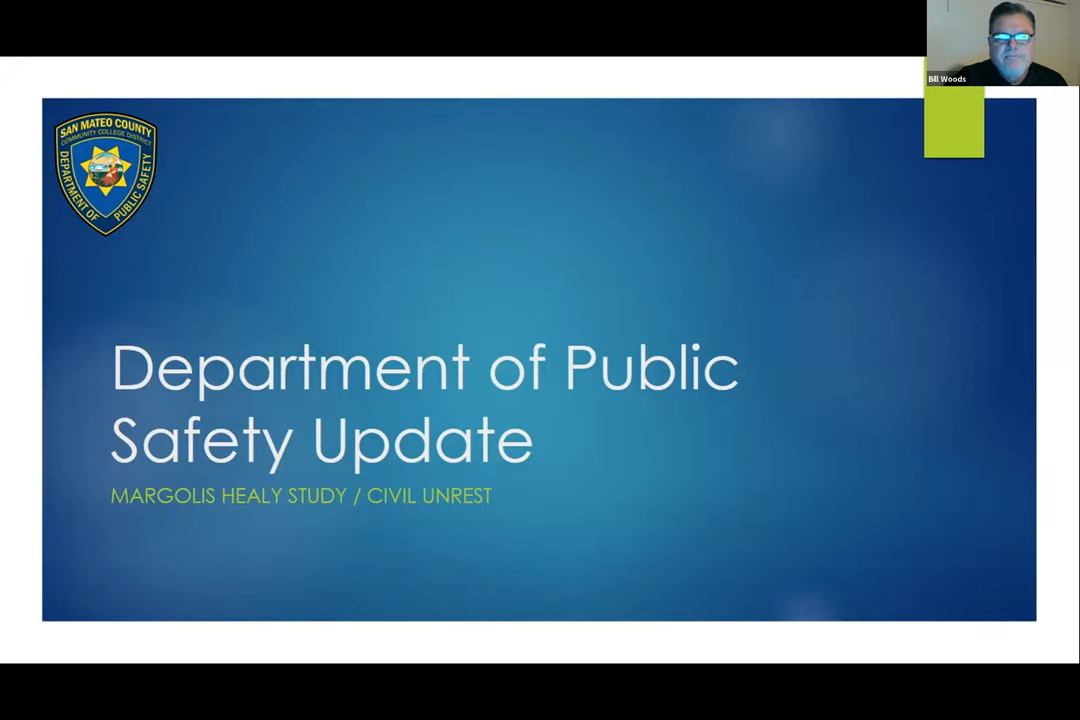 Bill Woods
SAN MATEO COUNTY
COMMUNITY COLLEGE DISTRICT
DEPARTMENT OF PUBLIC SAFETY
Department of Public
Safety Update
MARGOLIS HEALY STUDY / CIVIL UNREST